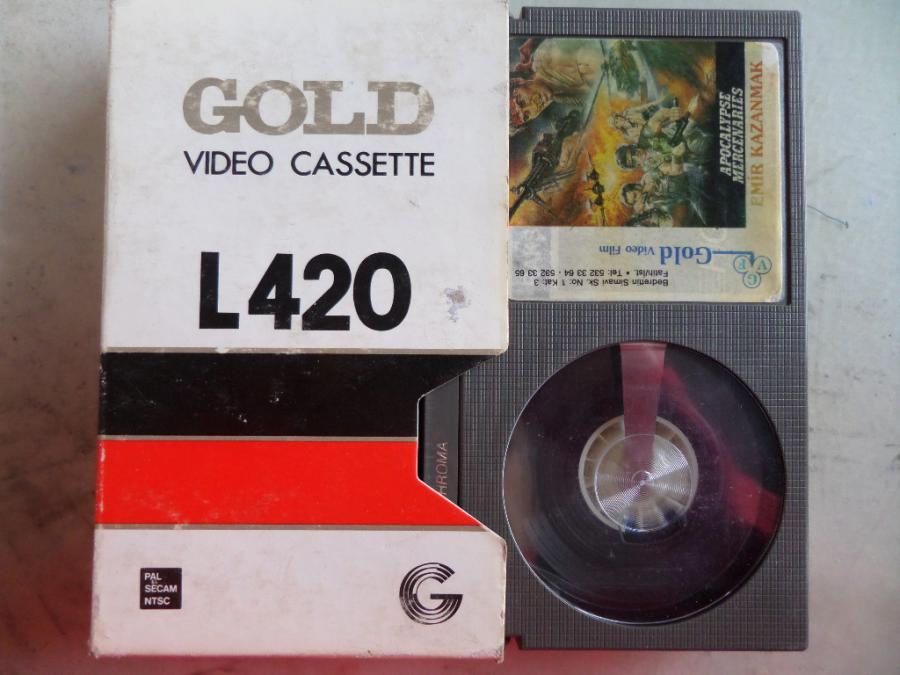 GOLD
VIDEO CASSETTE
L420
PAL
SECAM
NTSC
G
HROMA
APOCALYPSE
MERCENARIES
EMİR KAZANMAK
G
V F
Gold Video Film
Bedrettin Simavi Sk. No: 1 Kat: 3
Fatih/İst. • Tel: 532 33 64 - 532 33 65